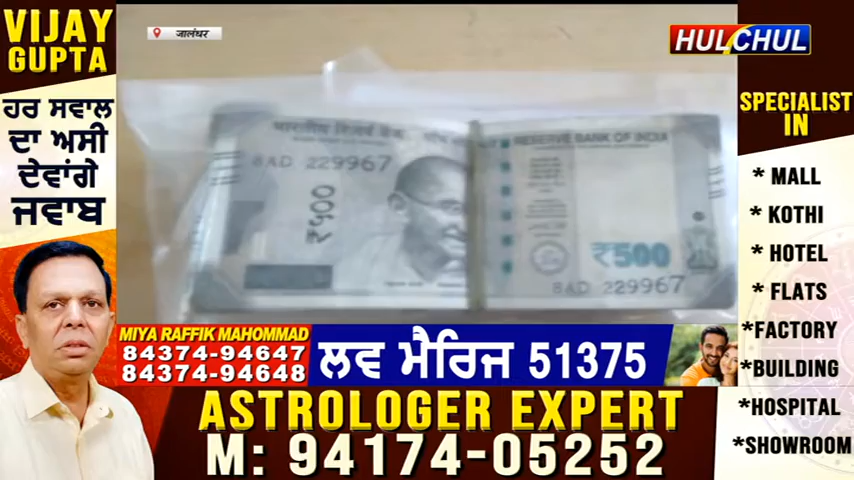 VIJAY
GUPTA
ਹਰ ਸਵਾਲ
ਦਾ ਅਸੀ
ਦੇਵਾਂਗੇ
ਜਵਾਬ
ਜਾਲੰਧਰ
HULCHUL
भारतीय रिज़र्व बैंक
RESERVE BANK OF INDIA
8AD 229967
₹५००
₹500
8AD 229967
SPECIALIST
IN
* MALL
* KOTHI
* HOTEL
* FLATS
*FACTORY
*BUILDING
*HOSPITAL
*SHOWROOM
MIYA RAFFIK MAHOMMAD
84374-94647
84374-94648
ਲਵ ਮੈਰਿਜ 51375
ASTROLOGER EXPERT
M: 94174-05252